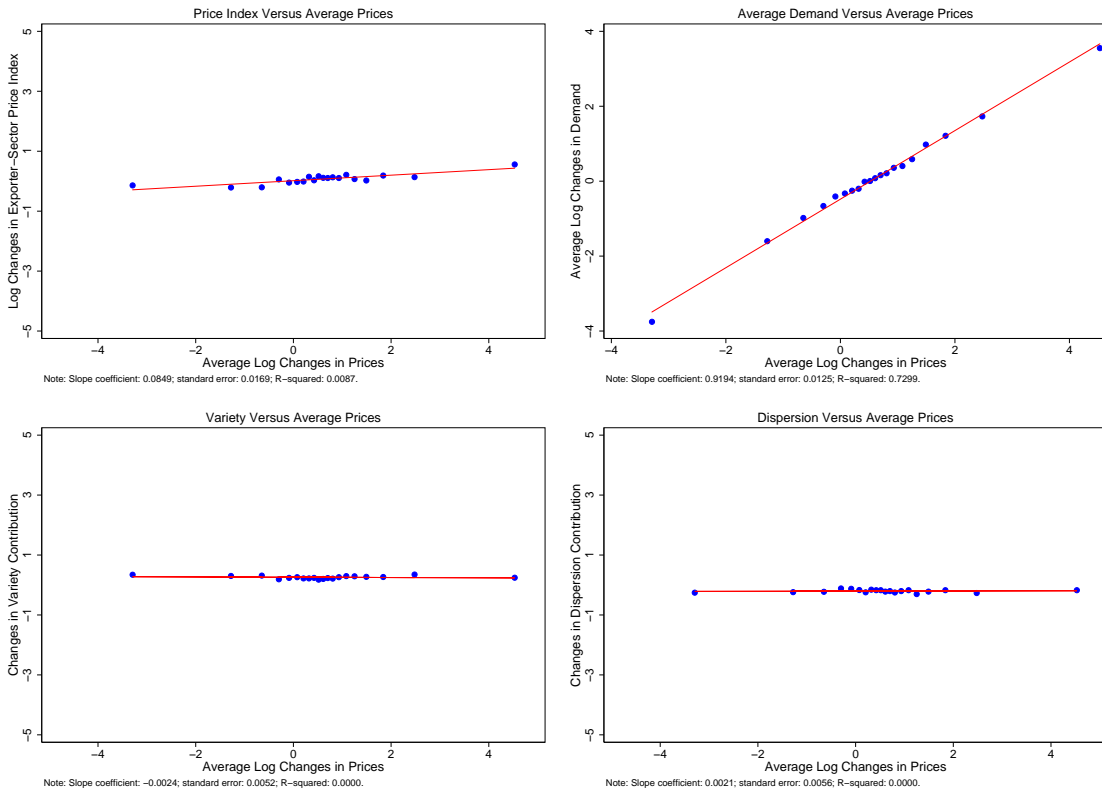 Price Index Versus Average Prices
Log Changes in Exporter−Sector Price Index
5
3
1
−1
−3
−5
−4
−2
0
2
4
Average Log Changes in Prices
Note: Slope coefficient: 0.0849; standard error: 0.0169; R−squared: 0.0087.
Average Demand Versus Average Prices
Average Log Changes in Demand
4
2
0
−2
−4
−4
−2
0
2
4
Average Log Changes in Prices
Note: Slope coefficient: 0.9194; standard error: 0.0125; R−squared: 0.7299.
Variety Versus Average Prices
Changes in Variety Contribution
5
3
1
−1
−3
−5
−4
−2
0
2
4
Average Log Changes in Prices
Note: Slope coefficient: −0.0024; standard error: 0.0052; R−squared: 0.0000.
Dispersion Versus Average Prices
Changes in Dispersion Contribution
5
3
1
−1
−3
−5
−4
−2
0
2
4
Average Log Changes in Prices
Note: Slope coefficient: 0.0021; standard error: 0.0056; R−squared: 0.0000.